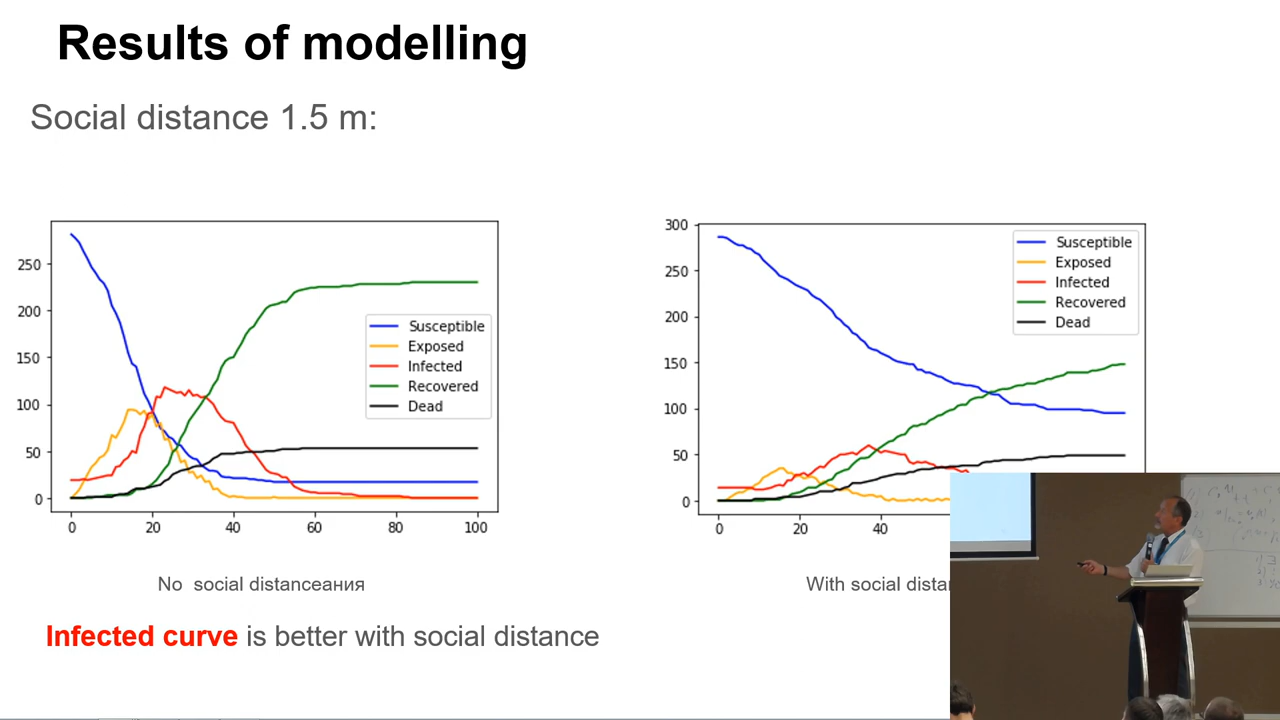 Results of modelling
Social distance 1.5 m:
250
200
150
100
50
0
0 20 40 60 80 100
Susceptible
Exposed
Infected
Recovered
Dead
300
250
200
150
100
50
0
0 20 40
Susceptible
Exposed
Infected
Recovered
Dead
No social distanceания
With social
Infected curve is better with social distance